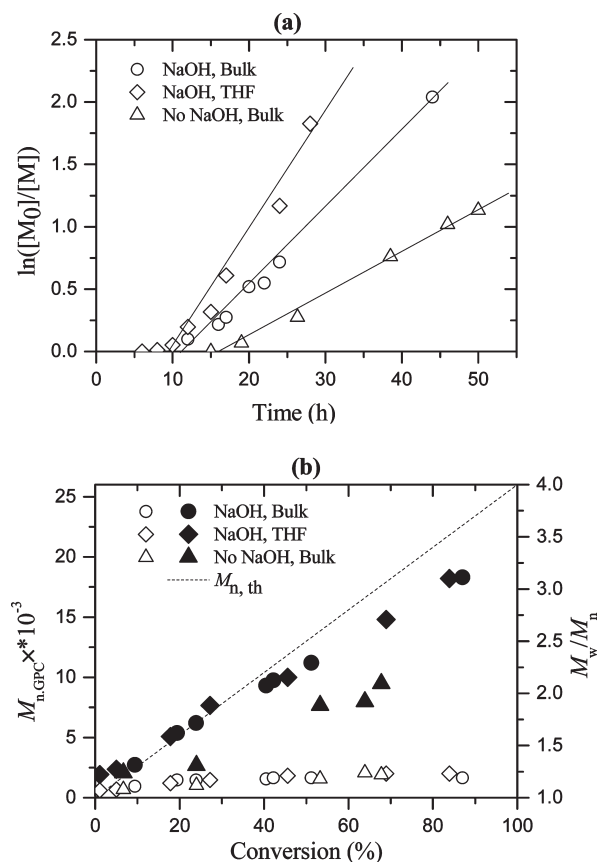 (a)
2.5
2.0
1.5
1.0
0.5
0.0
ln([M0]/[M])
NaOH, Bulk
NaOH, THF
No NaOH, Bulk
0 10 20 30 40 50
Time (h)
(b)
25
20
15
10
5
0
Mn.GPC×*10-3
NaOH, Bulk
NaOH, THF
No NaOH, Bulk
Mn, th
4.0
3.5
3.0
2.5
2.0
1.5
1.0
Mw/Mn
0 20 40 60 80 100
Conversion (%)